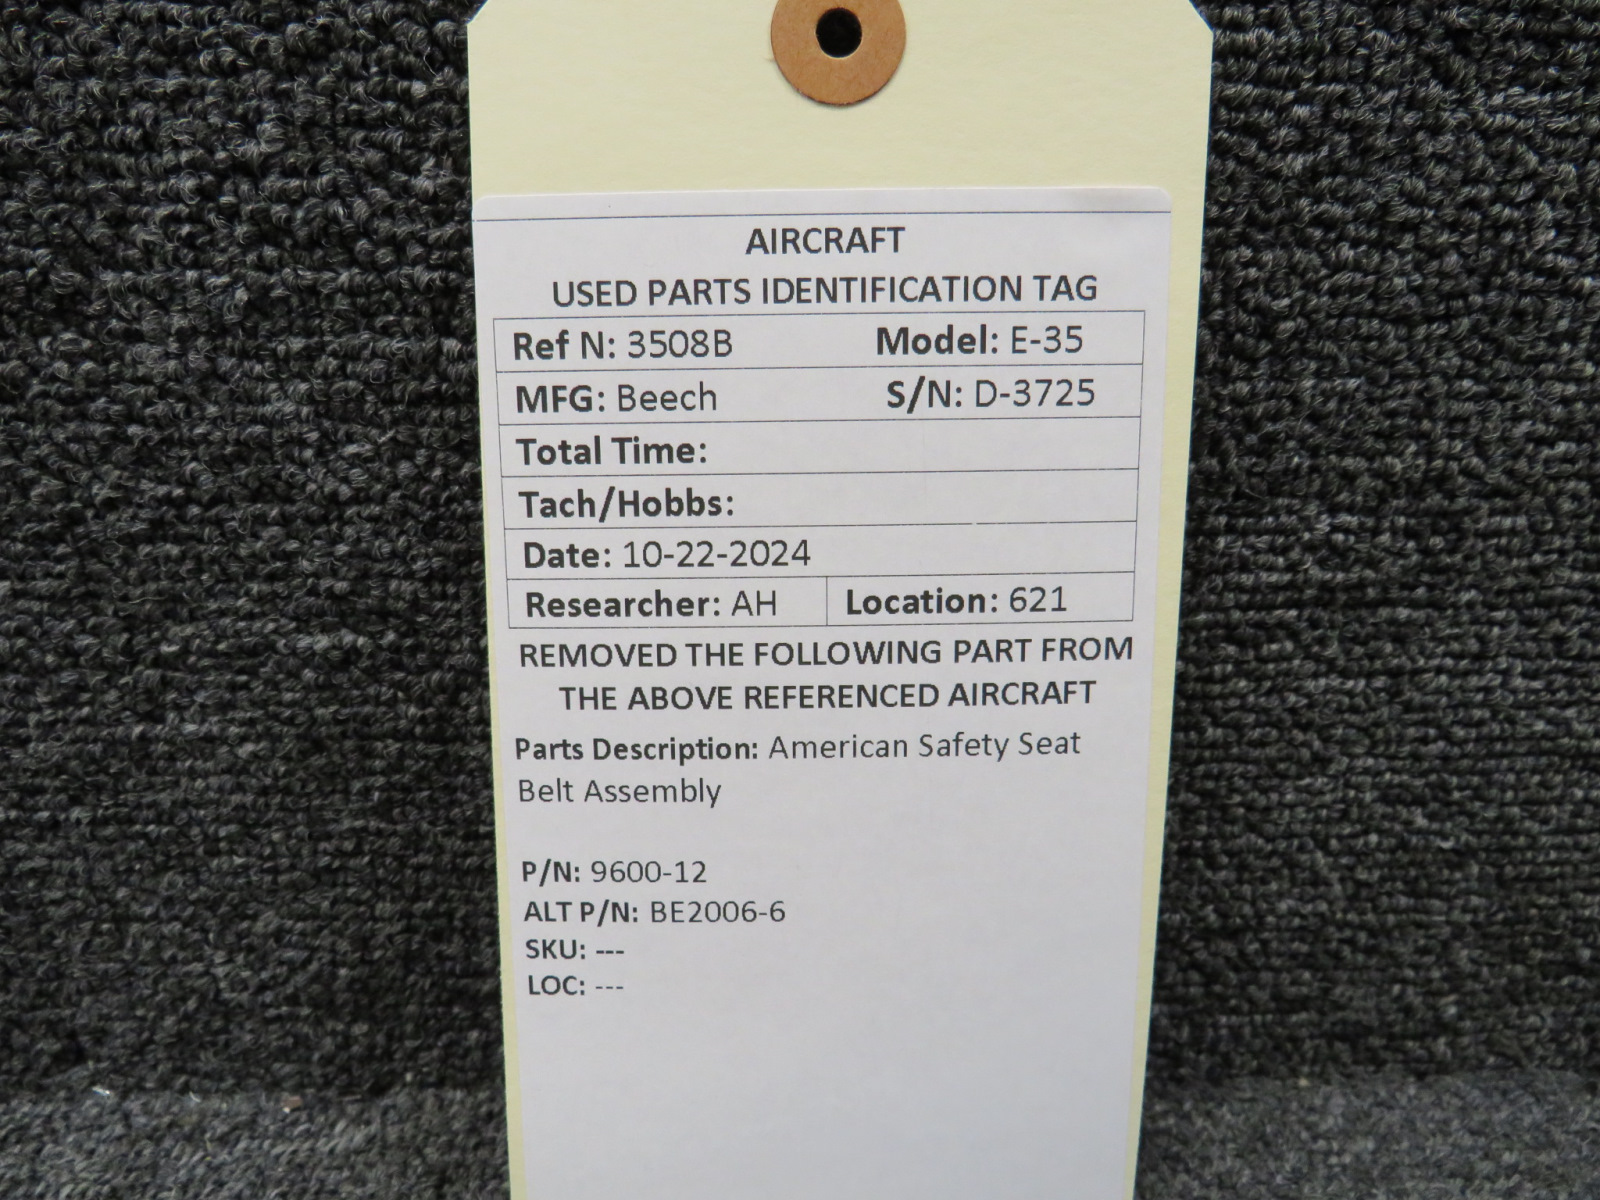 AIRCRAFT
USED PARTS IDENTIFICATION TAG
Ref N: 3508B Model: E-35
MFG: Beech S/N: D-3725
Total Time:
Tach/Hobbs:
Date: 10-22-2024
Researcher: AH Location: 621
REMOVED THE FOLLOWING PART FROM
THE ABOVE REFERENCED AIRCRAFT
Parts Description: American Safety Seat
Belt Assembly
P/N: 9600-12
ALT P/N: BE2006-6
SKU: ---
LOC: ---